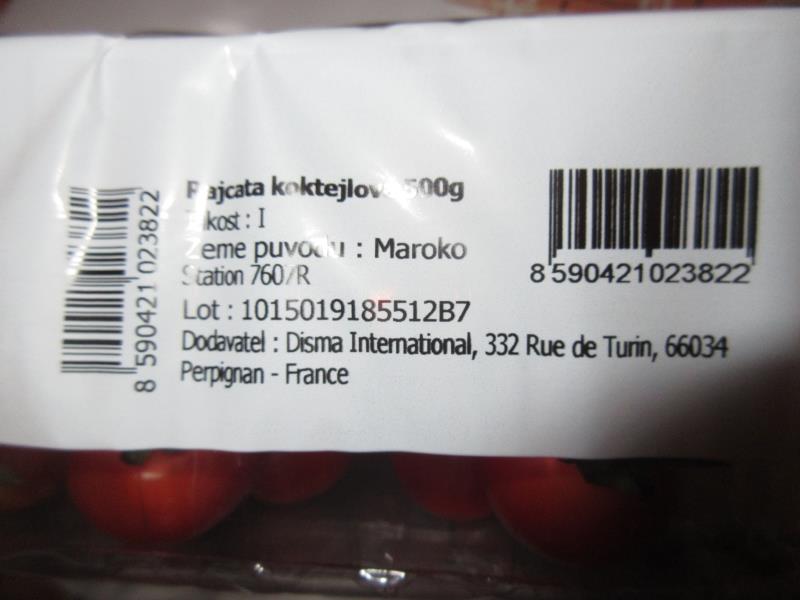 Rajcata koktejlova 500g
Jakost : I
Zeme puvodu : Maroko
Station 7607R
Lot : 1015019185512B7
Dodavatel : Disma International, 332 Rue de Turin, 66034
Perpignan - France
8 590421 023822
8 590421 023822